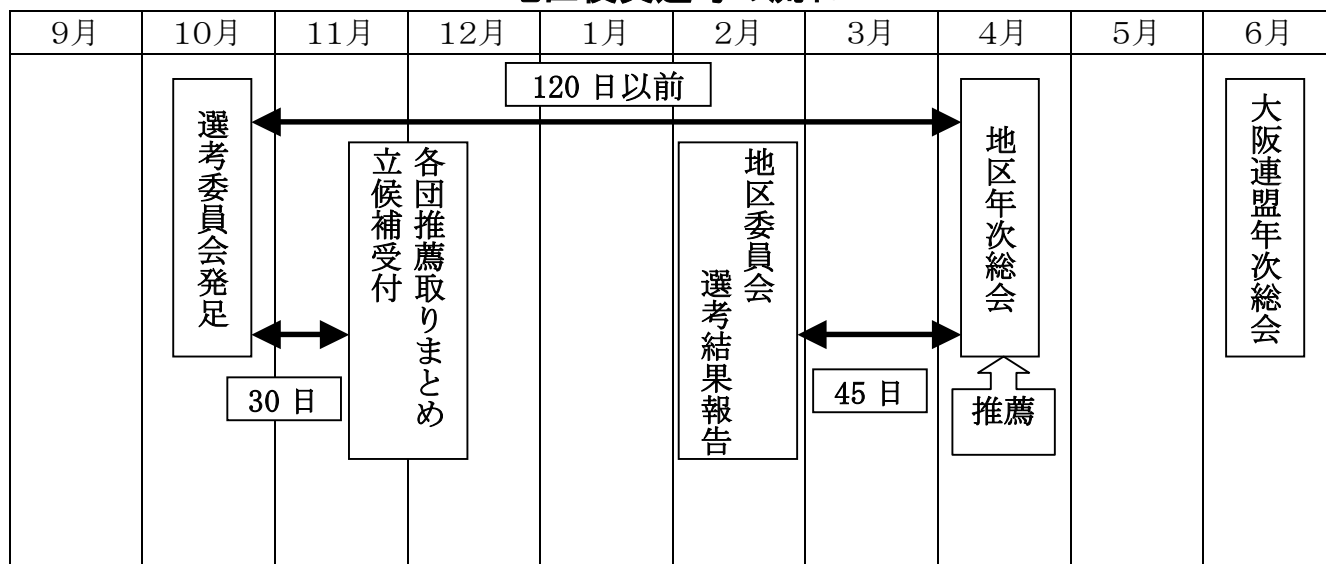 9月 10月 11月 12月 1月 2月 3月 4月 5月 6月
120 日以前
選考委員会発足
各団推薦取りまとめ
立候補受付
地区委員会
選考結果報告
地区年次総会
大阪連盟年次総会
30 日
45 日
推薦